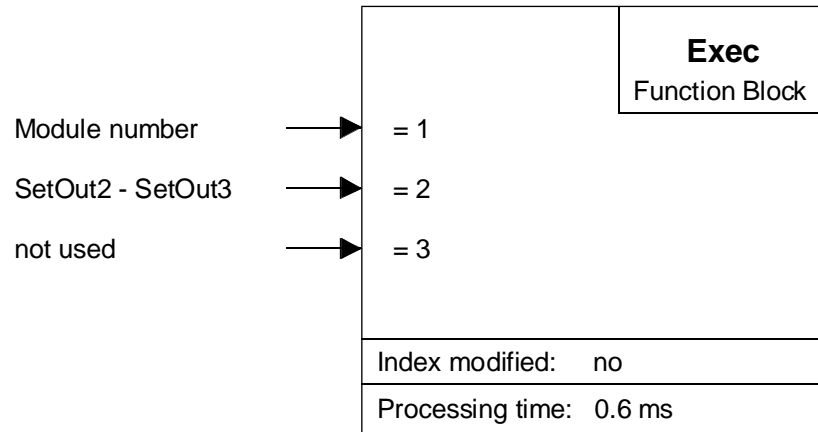 Exec
Function Block
Module number = 1
SetOut2 - SetOut3 = 2
not used = 3
Index modified: no
Processing time: 0.6 ms